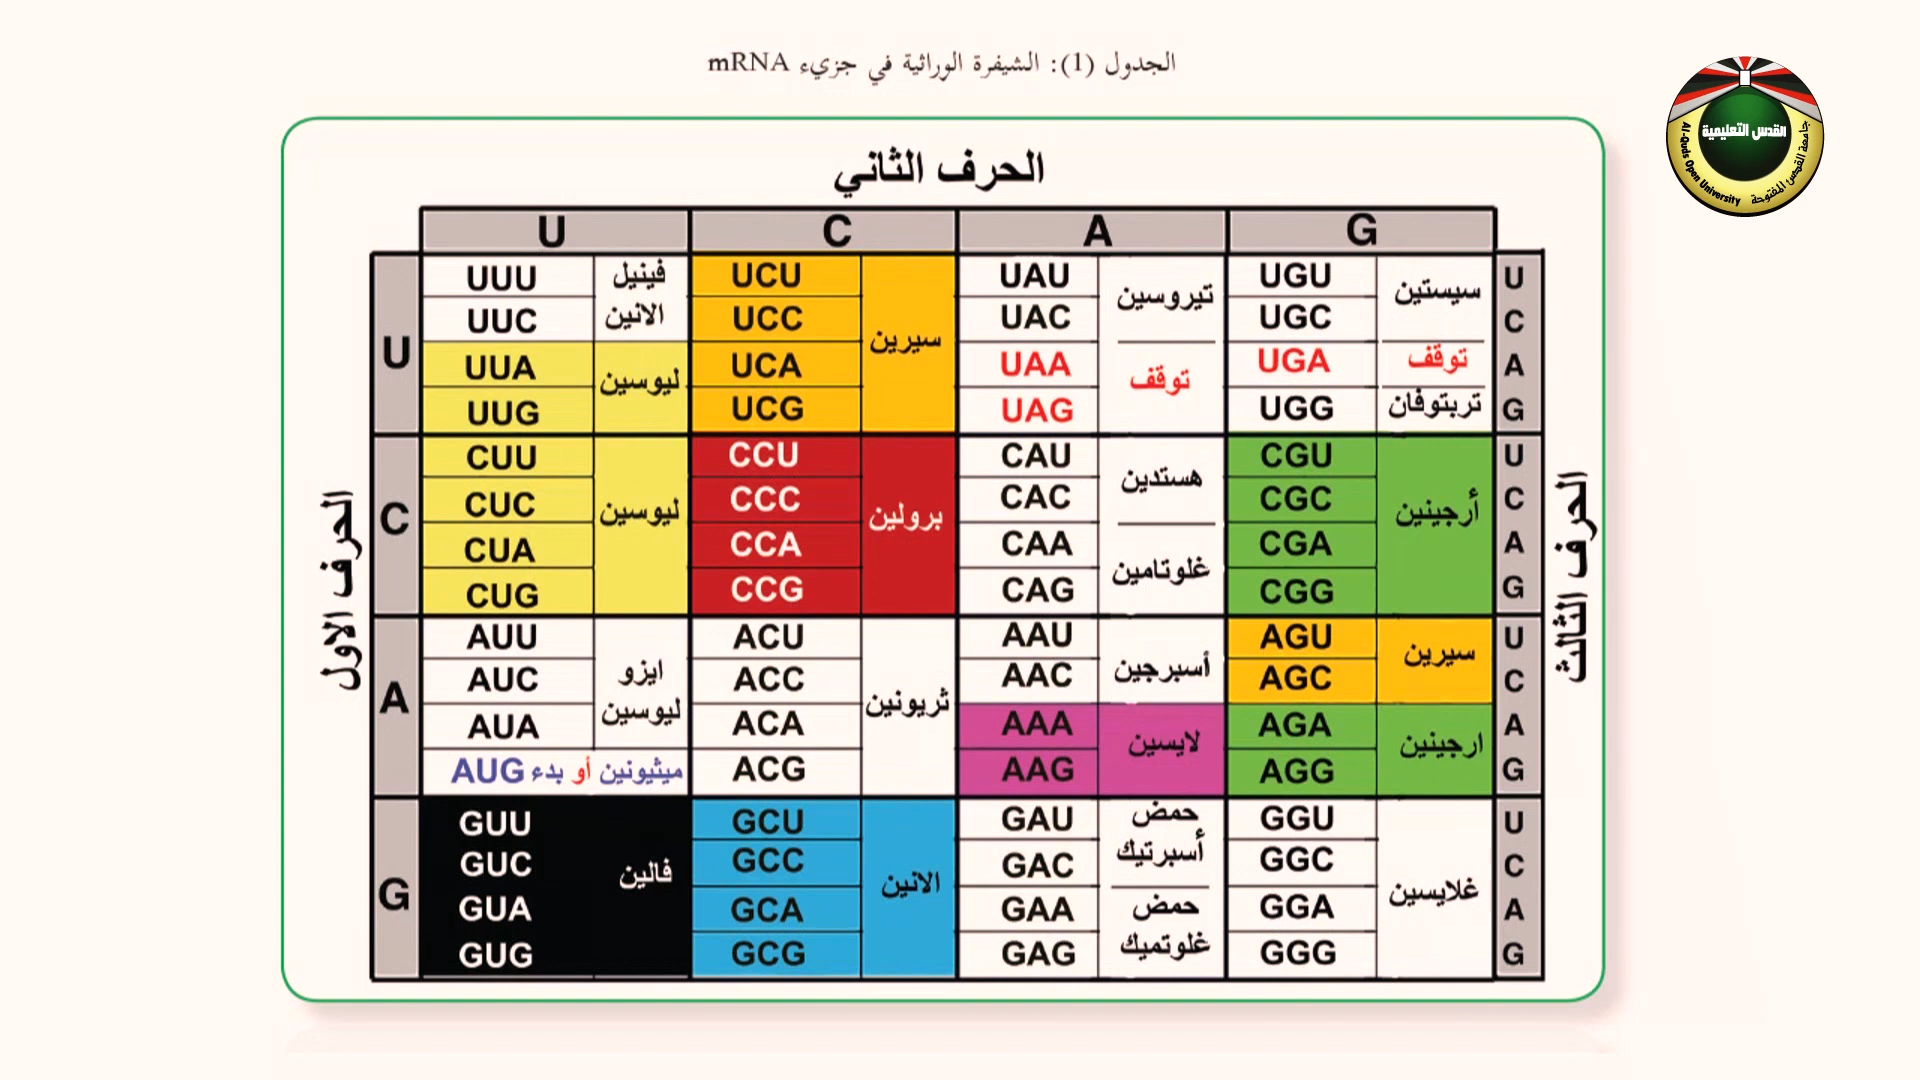 الجدول (1): الشيفرة الوراثية في جزيء mRNA
القدس التعليمية
جامعة القدس المفتوحة
Al-Quds Open University
الحرف الثاني
U C A G
الحرف الاول
الحرف الثالث
U
UUU فينيل UCU سيرين UAU تيروسين UGU سيستين U
UUC الانين UCC UAC UGC C
UUA ليوسين UCA UAA توقف UGA توقف A
UUG UCG UAG UGG تربتوفان G
C
CUU ليوسين CCU برولين CAU هستدين CGU أرجينين U
CUC CCC CAC CGC C
CUA CCA CAA غلوتامين CGA A
CUG CCG CAG CGG G
A
AUU ايزو ACU ثريونين AAU أسبرجين AGU سيرين U
AUC ليوسين ACC AAC AGC C
AUA ACA AAA لايسين AGA ارجينين A
AUG ميثيونين أو بدء ACG AAG AGG G
G
GUU فالين GCU الانين GAU حمض GGU غلايسين U
GUC GCC GAC أسبرتيك GGC C
GUA GCA GAA حمض GGA A
GUG GCG GAG غلوتميك GGG G